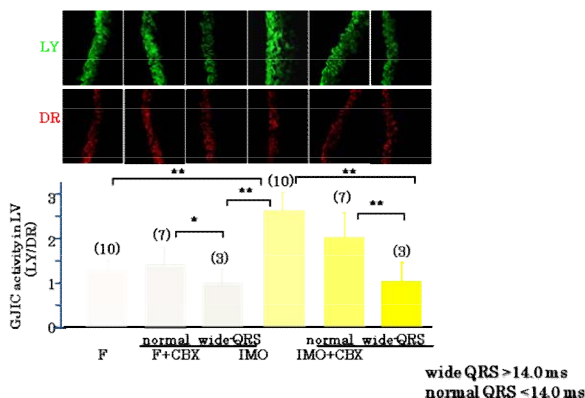 LY
DR
GJIC activity in LV
(LY/DR)
3
2
1
0
**
**
(10)
**
(7)
**
(7)
*
(10)
(3)
(3)
normal wide-QRS normal wide-QRS
F F+CBX IMO IMO+CBX
wide QRS >14.0 ms
normal QRS <14.0 ms